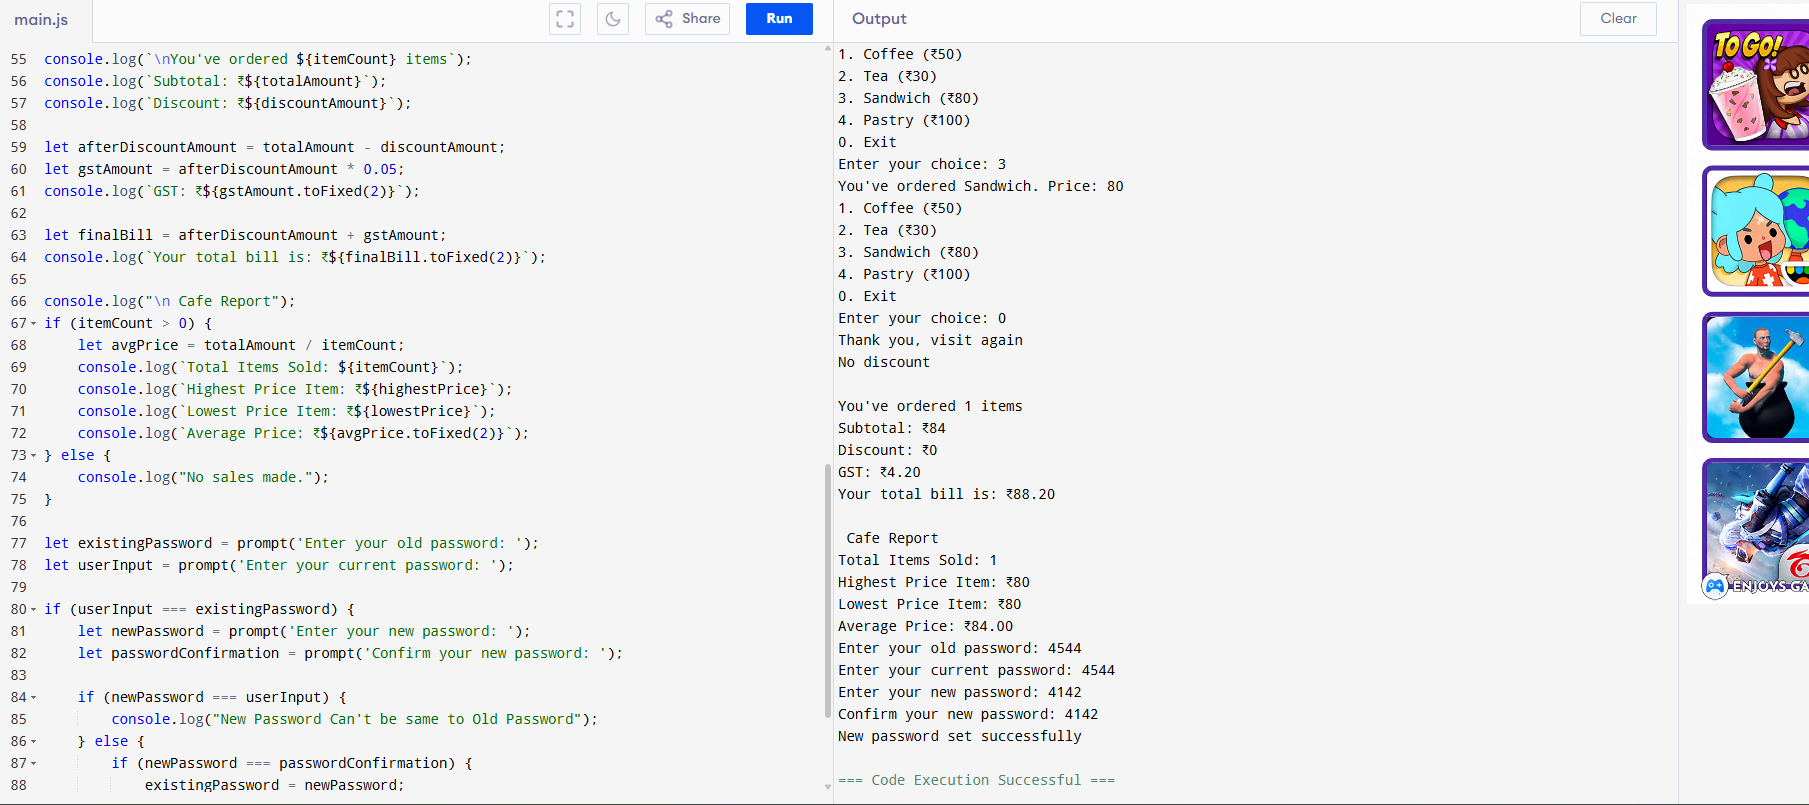 main.js
Share
Run
Output
Clear
55 console.log(`\nYou've ordered ${itemCount} items`);
56 console.log(`Subtotal: ₹${totalAmount}`);
57 console.log(`Discount: ₹${discountAmount}`);
58
59 let afterDiscountAmount = totalAmount - discountAmount;
60 let gstAmount = afterDiscountAmount * 0.05;
61 console.log(`GST: ₹${gstAmount.toFixed(2)}`);
62
63 let finalBill = afterDiscountAmount + gstAmount;
64 console.log(`Your total bill is: ₹${finalBill.toFixed(2)}`);
65
66 console.log("\n Cafe Report");
67 if (itemCount > 0) {
68     let avgPrice = totalAmount / itemCount;
69     console.log(`Total Items Sold: ${itemCount}`);
70     console.log(`Highest Price Item: ₹${highestPrice}`);
71     console.log(`Lowest Price Item: ₹${lowestPrice}`);
72     console.log(`Average Price: ₹${avgPrice.toFixed(2)}`);
73 } else {
74     console.log("No sales made.");
75 }
76
77 let existingPassword = prompt('Enter your old password: ');
78 let userInput = prompt('Enter your current password: ');
79
80 if (userInput === existingPassword) {
81     let newPassword = prompt('Enter your new password: ');
82     let passwordConfirmation = prompt('Confirm your new password: ');
83
84     if (newPassword === userInput) {
85         console.log("New Password Can't be same to Old Password");
86     } else {
87         if (newPassword === passwordConfirmation) {
88             existingPassword = newPassword;
1. Coffee (₹50)
2. Tea (₹30)
3. Sandwich (₹80)
4. Pastry (₹100)
0. Exit
Enter your choice: 3
You've ordered Sandwich. Price: 80
1. Coffee (₹50)
2. Tea (₹30)
3. Sandwich (₹80)
4. Pastry (₹100)
0. Exit
Enter your choice: 0
Thank you, visit again
No discount

You've ordered 1 items
Subtotal: ₹84
Discount: ₹0
GST: ₹4.20
Your total bill is: ₹88.20

 Cafe Report
Total Items Sold: 1
Highest Price Item: ₹80
Lowest Price Item: ₹80
Average Price: ₹84.00
Enter your old password: 4544
Enter your current password: 4544
Enter your new password: 4142
Confirm your new password: 4142
New password set successfully

=== Code Execution Successful ===
TO GO!
ENJOYS GA